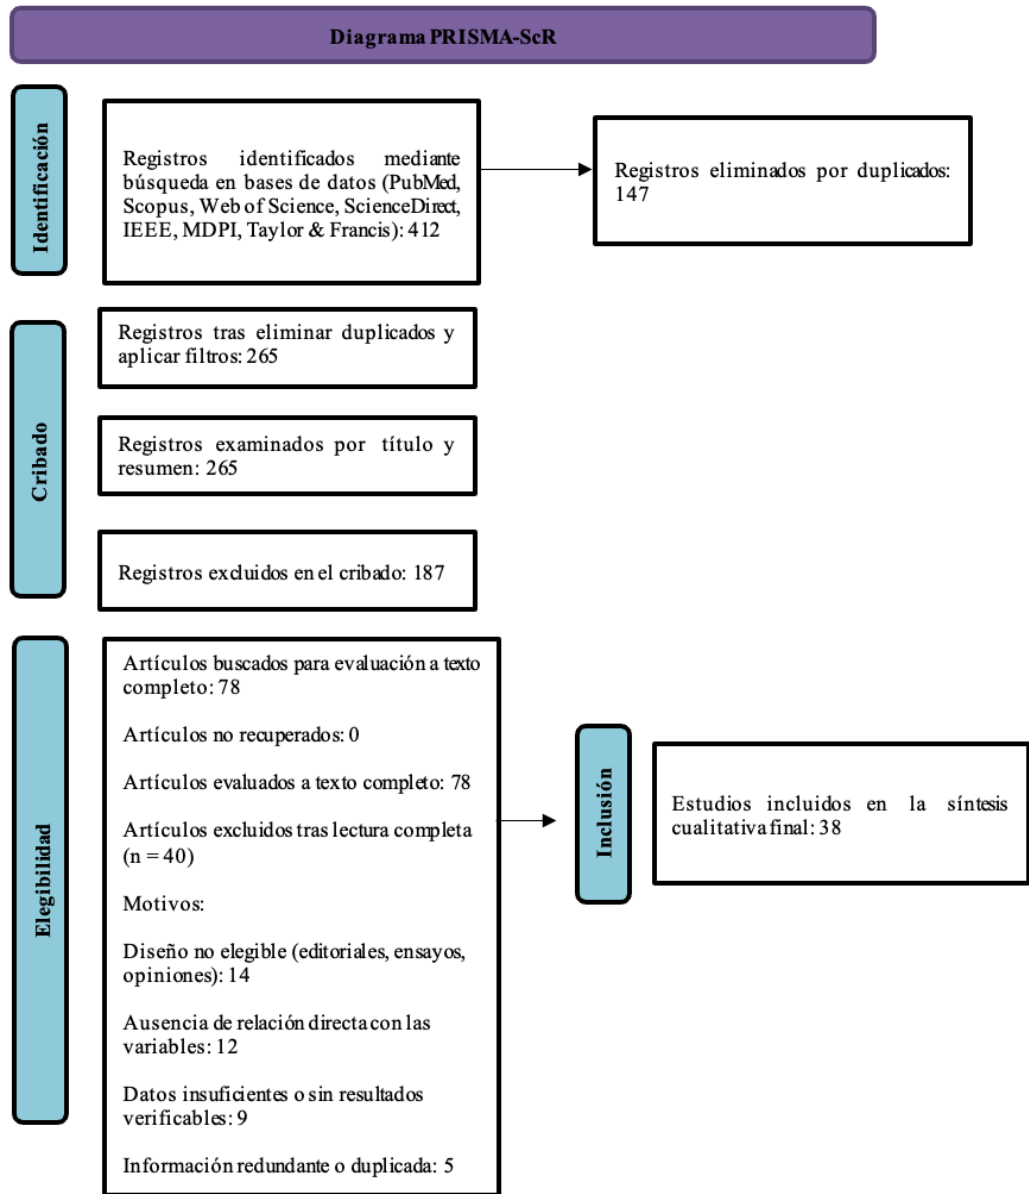 Diagrama PRISMA-ScR
Identificación
Registros identificados mediante
búsqueda en bases de datos (PubMed,
Scopus, Web of Science, ScienceDirect,
IEEE, MDPI, Taylor & Francis): 412
Registros eliminados por duplicados:
147
Cribado
Registros tras eliminar duplicados y
aplicar filtros: 265
Registros examinados por título y
resumen: 265
Registros excluidos en el cribado: 187
Elegibilidad
Artículos buscados para evaluación a texto
completo: 78
Artículos no recuperados: 0
Artículos evaluados a texto completo: 78
Artículos excluidos tras lectura completa
(n = 40)
Motivos:
Diseño no elegible (editoriales, ensayos,
opiniones): 14
Ausencia de relación directa con las
variables: 12
Datos insuficientes o sin resultados
verificables: 9
Información redundante o duplicada: 5
Inclusión
Estudios incluidos en la síntesis
cualitativa final: 38